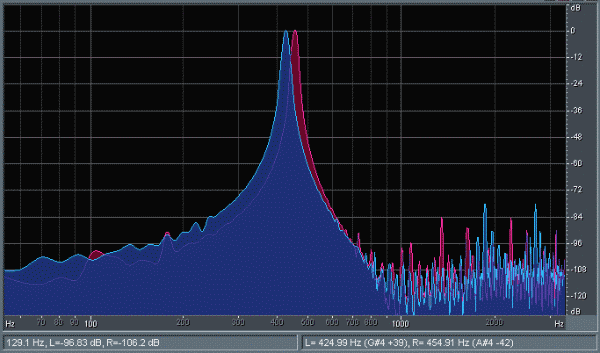 dB
0
-12
-24
-36
-48
-60
-72
-84
-96
-108
-120
dB
Hz 70 80 90 100 200 300 400 500 600 700 800 1000 2000 Hz
129.1 Hz, L=-96.83 dB, R=-106.2 dB
L= 424.99 Hz (G#4 +39), R= 454.91 Hz (A#4 -42)